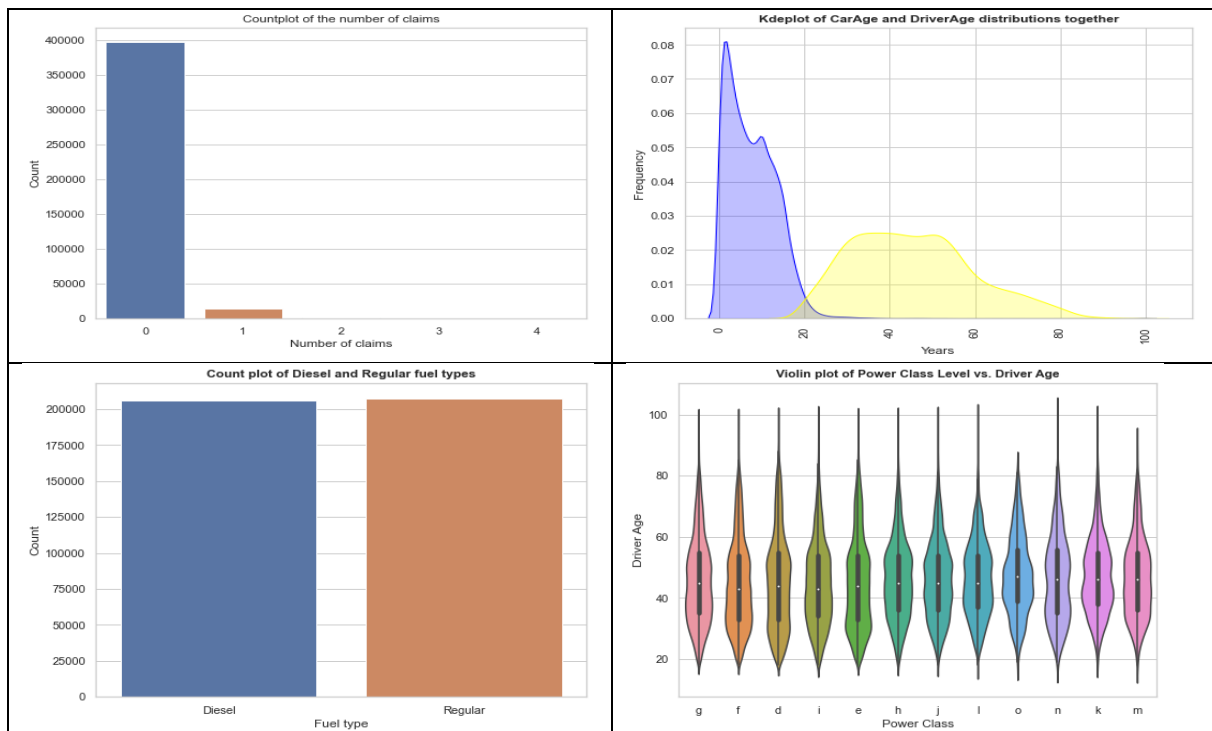 Countplot of the number of claims
400000
350000
300000
250000
200000
150000
100000
50000
0
Count
0 1 2 3 4
Number of claims
Kdeplot of CarAge and DriverAge distributions together
0.08
0.07
0.06
0.05
0.04
0.03
0.02
0.01
0.00
Frequency
0 20 40 60 80 100
Years
Count plot of Diesel and Regular fuel types
200000
175000
150000
125000
100000
75000
50000
25000
0
Count
Diesel Regular
Fuel type
Violin plot of Power Class Level vs. Driver Age
100
80
60
40
20
Driver Age
g f d i e h j l o n k m
Power Class